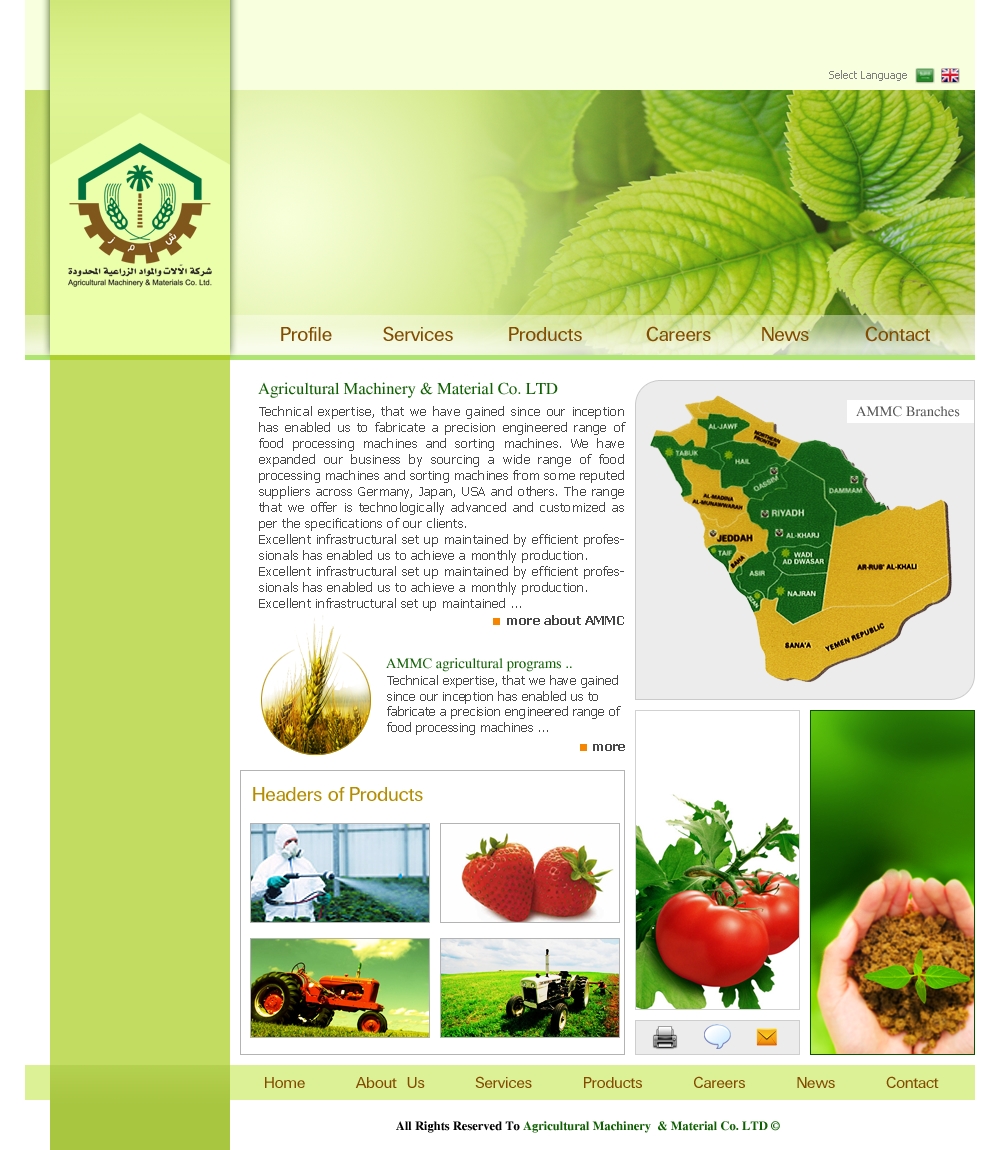 Select Language
شركة الآلات والمواد الزراعية المحدودة
Agricultural Machinery & Materials Co. Ltd.
Profile Services Products Careers News Contact
Agricultural Machinery & Material Co. LTD
Technical expertise, that we have gained since our inception
has enabled us to fabricate a precision engineered range of
food processing machines and sorting machines. We have
expanded our business by sourcing a wide range of food
processing machines and sorting machines from some reputed
suppliers across Germany, Japan, USA and others. The range
that we offer is technologically advanced and customized as
per the specifications of our clients.
Excellent infrastructural set up maintained by efficient profes-
sionals has enabled us to achieve a monthly production.
Excellent infrastructural set up maintained by efficient profes-
sionals has enabled us to achieve a monthly production.
Excellent infrastructural set up maintained ...
more about AMMC
AMMC agricultural programs ..
Technical expertise, that we have gained
since our inception has enabled us to
fabricate a precision engineered range of
food processing machines ...
more
AMMC Branches
AL-JAWF
NORTHERN
FRONTIER
TABUK
HAIL
QASSIM
DAMMAM
AL-MADINA
AL-MUNAWWARAH
RIYADH
JEDDAH
AL-KHARJ
TAIF
BAHA
WADI
AD DWASAR
AR-RUB' AL-KHALI
ASIR
NAJRAN
SANA'A
YEMEN REPUBLIC
Headers of Products
Home About Us Services Products Careers News Contact
All Rights Reserved To Agricultural Machinery & Material Co. LTD ©